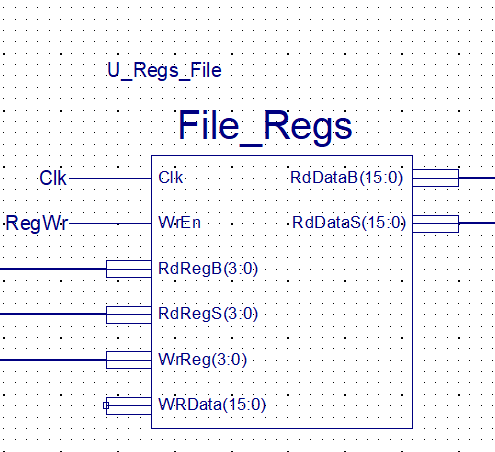 U_Regs_File
File_Regs
Clk Clk RdDataB(15:0)
RegWr WrEn RdDataS(15:0)
RdRegB(3:0)
RdRegS(3:0)
WrReg(3:0)
WRData(15:0)